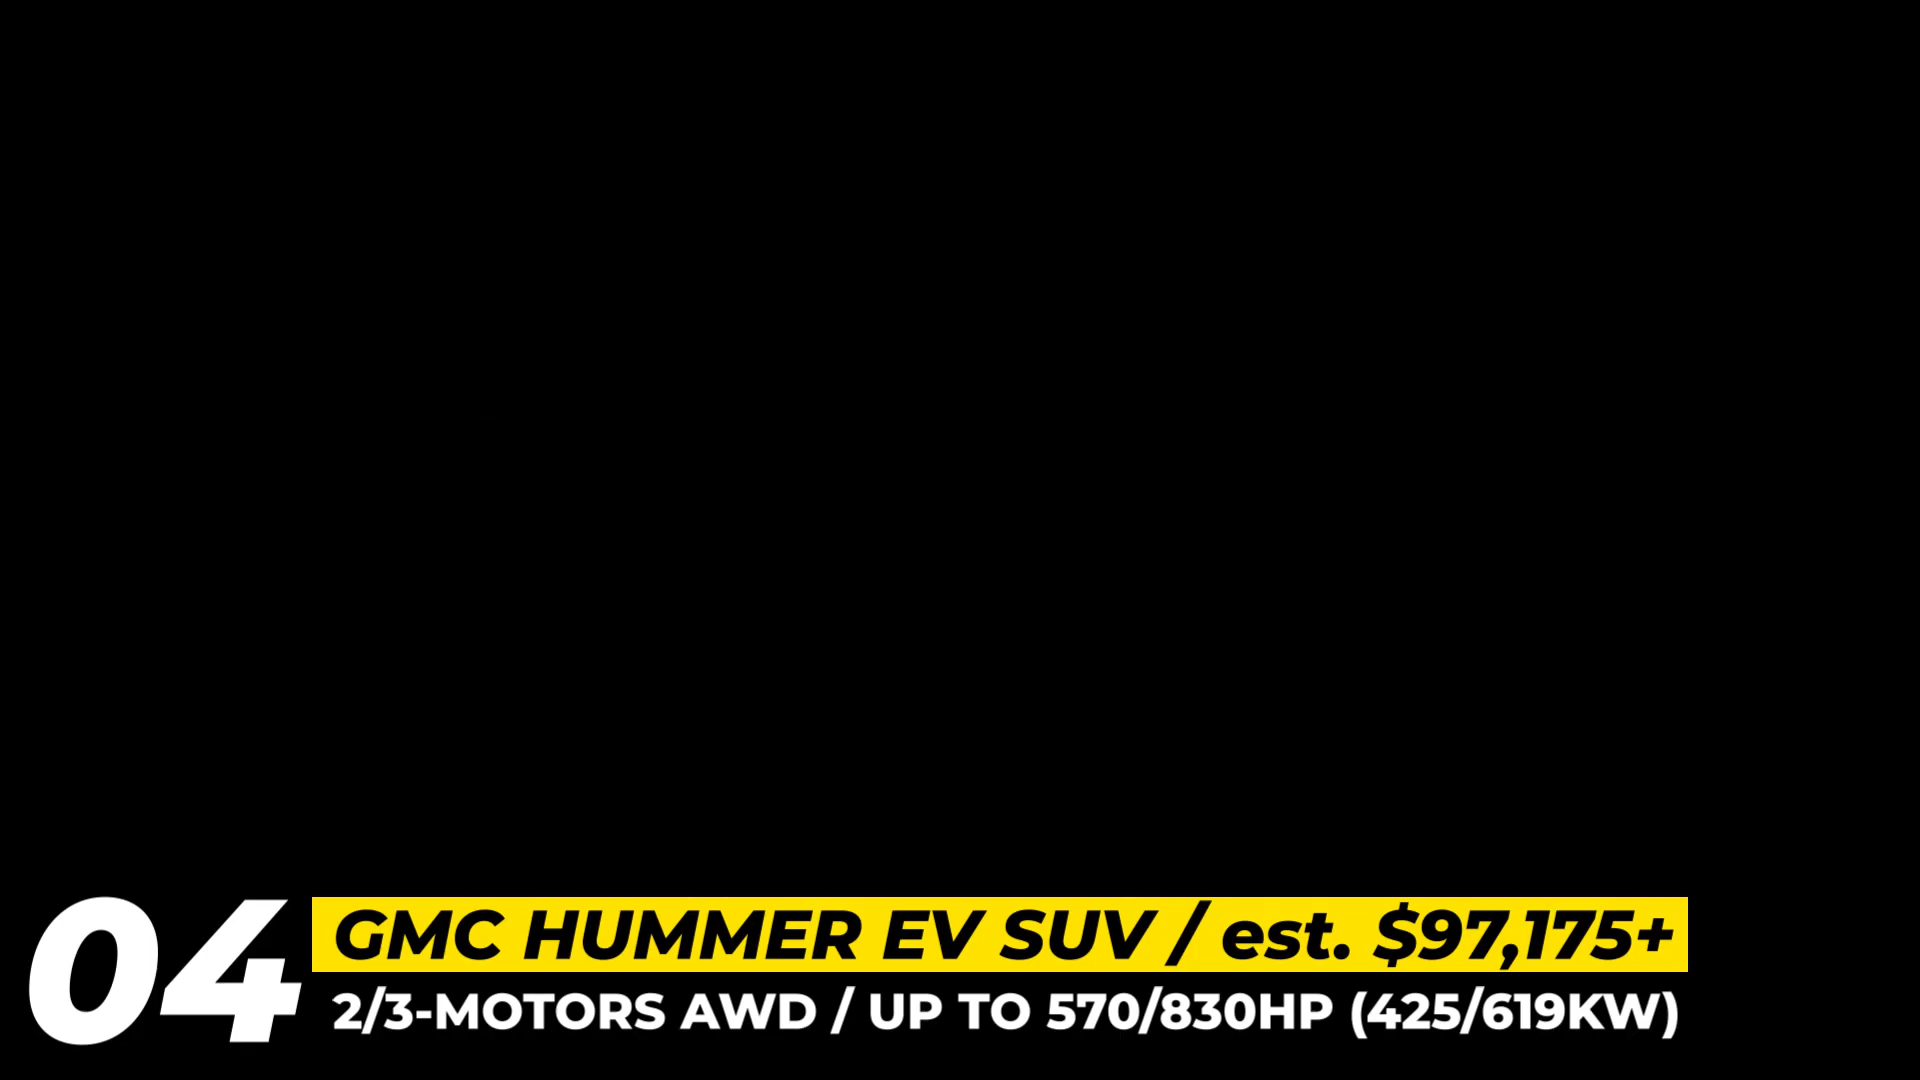 04
GMC HUMMER EV SUV / est. $97,175+
2/3-MOTORS AWD / UP TO 570/830HP (425/619KW)